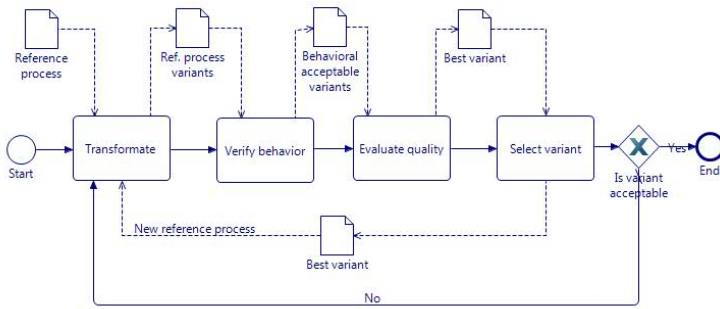 Reference
process
Ref. process
variants
Behavioral
acceptable
variants
Best variant
Start
Transformate
Verify behavior
Evaluate quality
Select variant
Is variant
acceptable
Yes
End
New reference process
Best variant
No